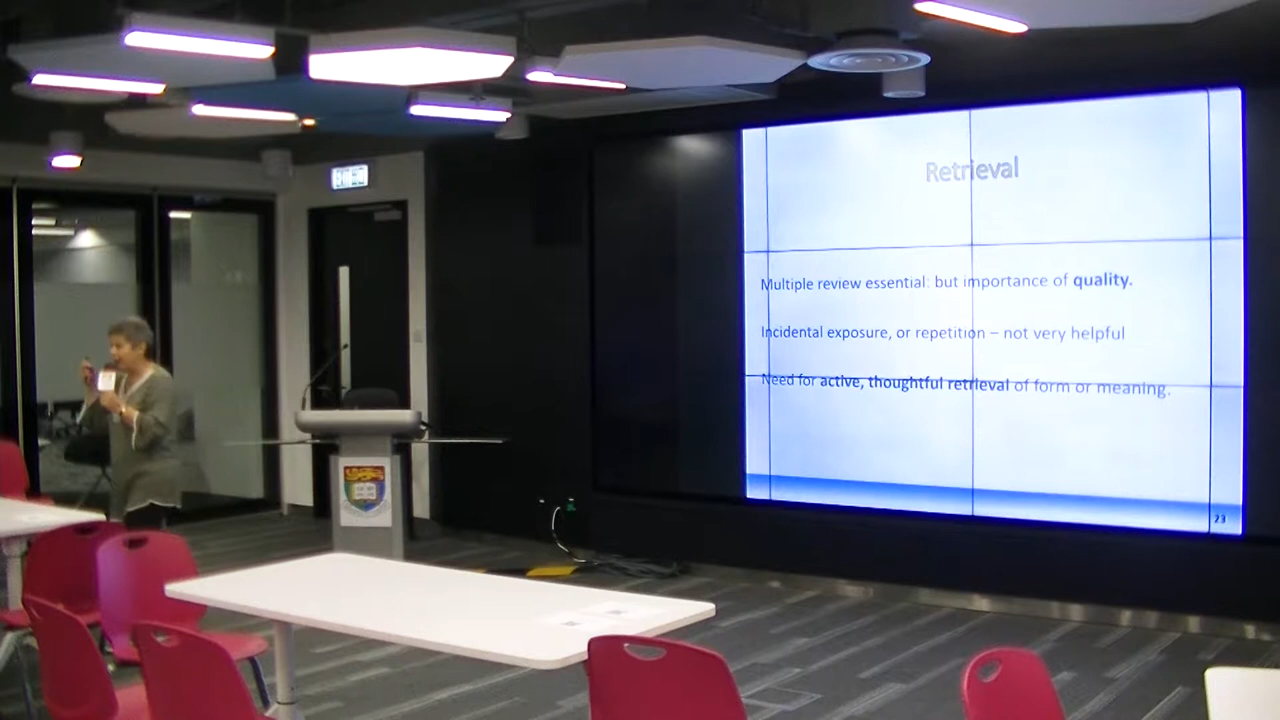 Retrieval
Multiple review essential: but importance of quality.
Incidental exposure, or repetition – not very helpful
Need for active, thoughtful retrieval of form or meaning.
23
EXIT